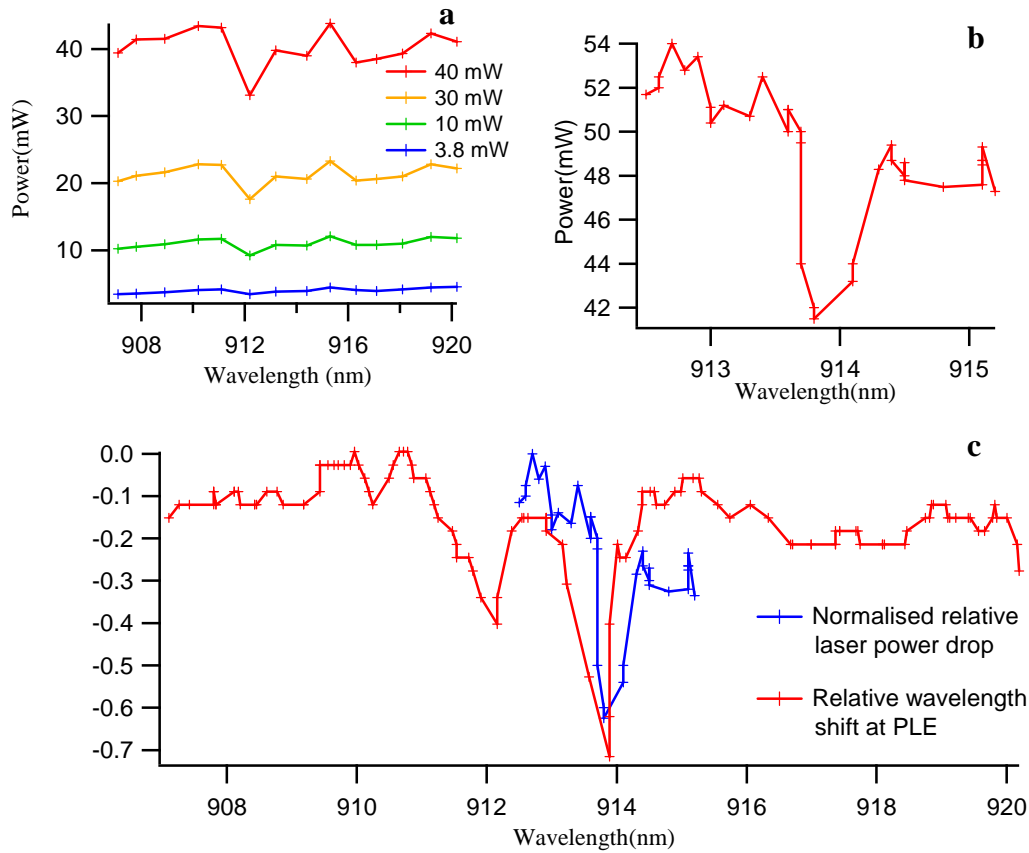 a
40
30
20
10
Power(mW)
40 mW
30 mW
10 mW
3.8 mW
908
912
916
920
Wavelength (nm)
b
54
52
50
48
46
44
42
Power(mW)
913
914
915
Wavelength(nm)
c
0.0
-0.1
-0.2
-0.3
-0.4
-0.5
-0.6
-0.7
Normalised relative
laser power drop
Relative wavelength
shift at PLE
908
910
912
914
916
918
920
Wavelength(nm)